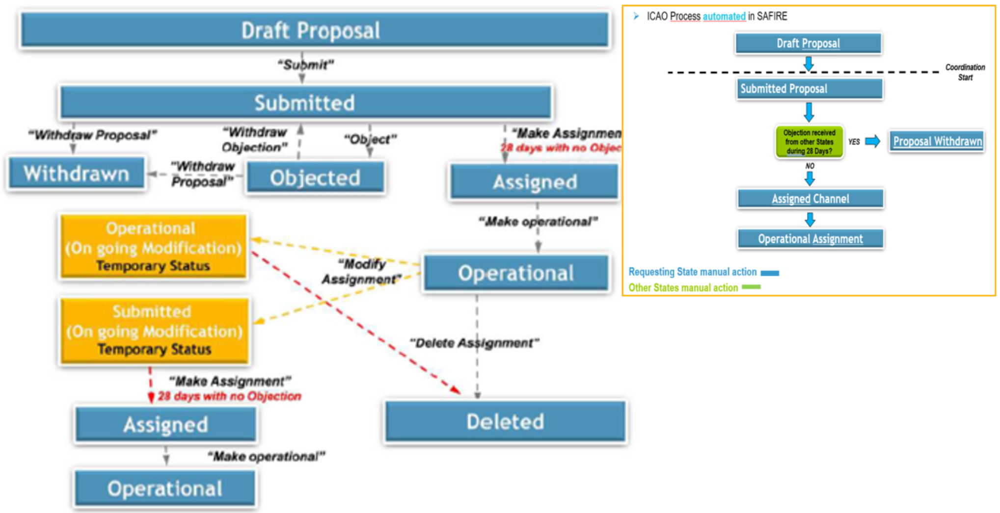 Draft Proposal
“Submit”
Submitted
“Withdraw Proposal”
“Withdraw
Objection”
“Object”
“Make Assignmen
28 days with no Objec
Withdrawn
“Withdraw
Proposal”
Objected
Assigned
“Make operational”
Operational
(On going Modification)
Temporary Status
“Modify
Assignment”
Operational
Submitted
(On going Modification)
Temporary Status
“Delete Assignment”
“Make Assignment”
28 days with no Objection
Assigned
Deleted
“Make operational”
Operational
ICAO Process automated in SAFIRE
Draft Proposal
Coordination
Start
Submitted Proposal
Objection received
from other States
during 28 Days?
YES
Proposal Withdrawn
NO
Assigned Channel
Operational Assignment
Requesting State manual action
Other States manual action